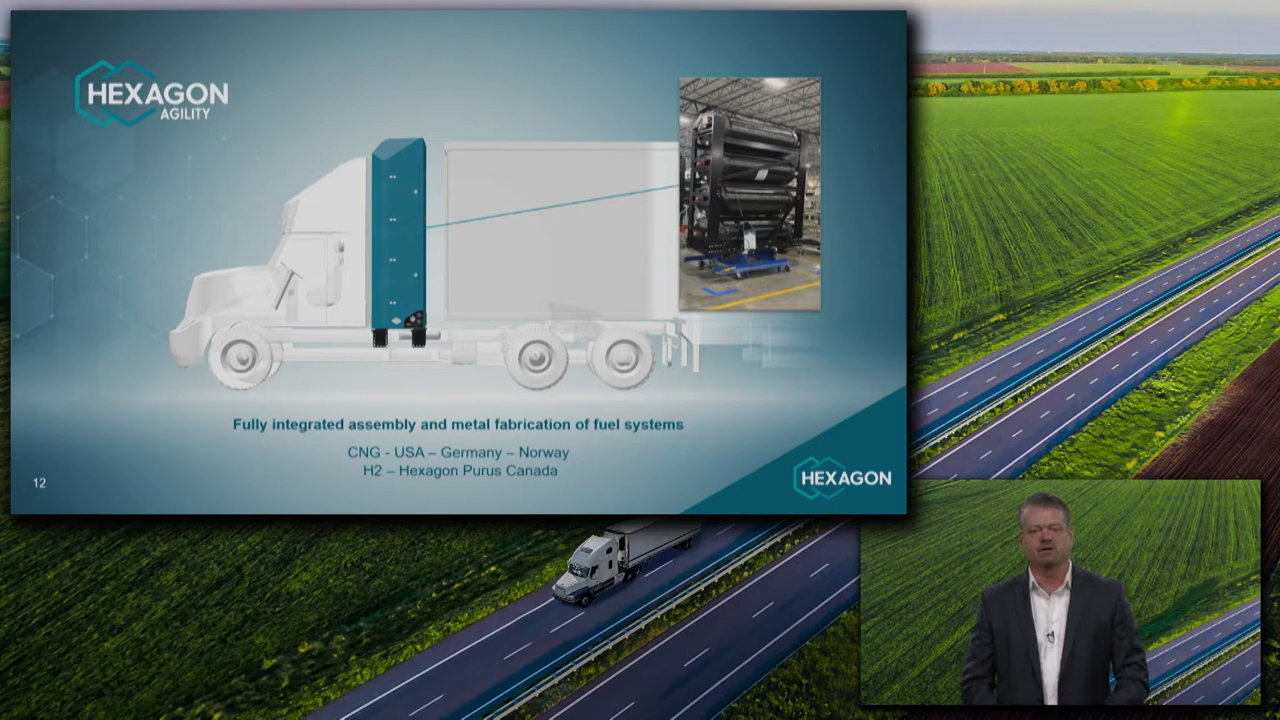 HEXAGON
AGILITY
Fully integrated assembly and metal fabrication of fuel systems
CNG - USA – Germany – Norway
H2 – Hexagon Purus Canada
12
HEXAGON